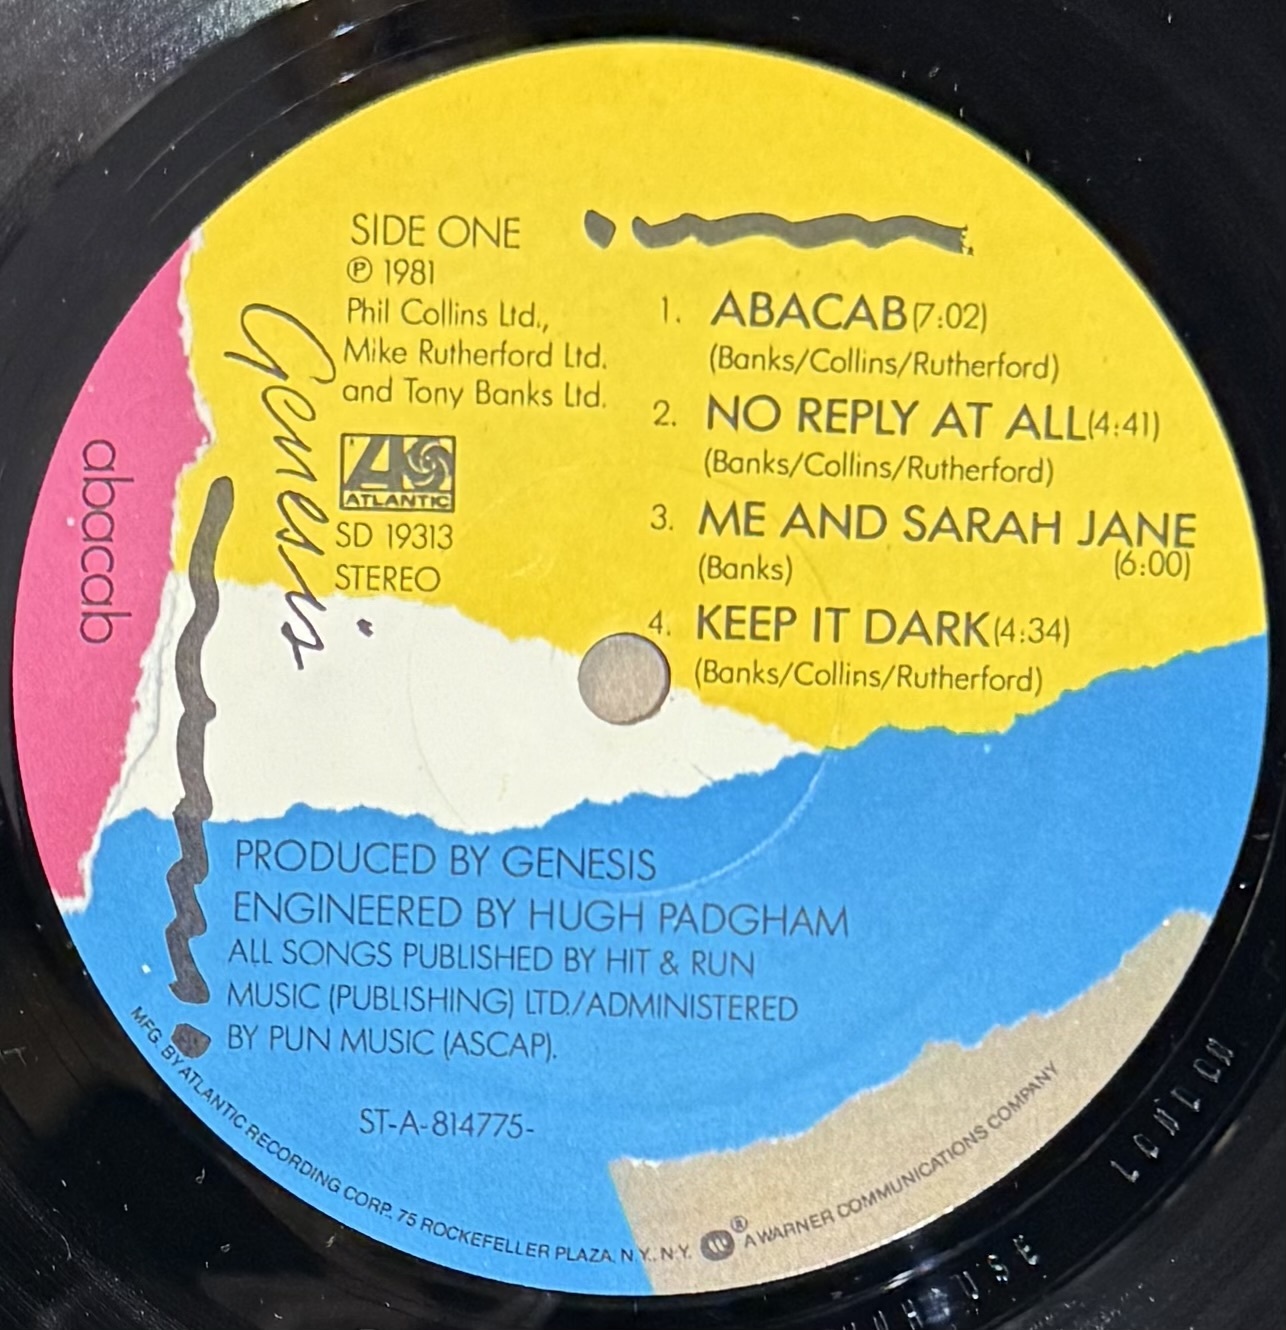 SIDE ONE
℗ 1981
Phil Collins Ltd.,
Mike Rutherford Ltd.
and Tony Banks Ltd.
ATLANTIC
SD 19313
STEREO
Genesis
abacab
1. ABACAB (7:02)
(Banks/Collins/Rutherford)
2. NO REPLY AT ALL (4:41)
(Banks/Collins/Rutherford)
3. ME AND SARAH JANE
(Banks) (6:00)
4. KEEP IT DARK (4:34)
(Banks/Collins/Rutherford)
PRODUCED BY GENESIS
ENGINEERED BY HUGH PADGHAM
ALL SONGS PUBLISHED BY HIT & RUN
MUSIC (PUBLISHING) LTD./ADMINISTERED
BY PUN MUSIC (ASCAP).
ST-A-814775-
MFG. BY ATLANTIC RECORDING CORP., 75 ROCKEFELLER PLAZA, N.Y., N.Y. ® A WARNER COMMUNICATIONS COMPANY
LONDON